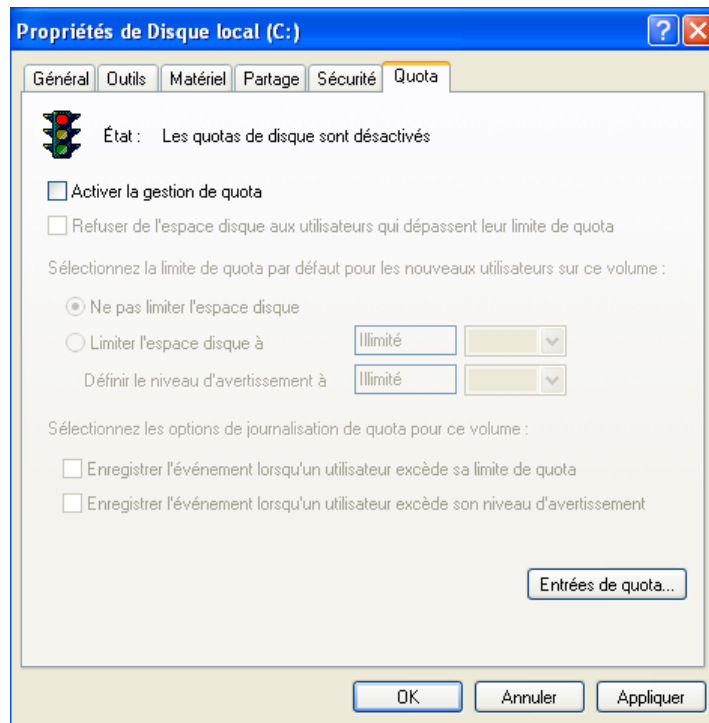 Propriétés de Disque local (C:)
Général Outils Matériel Partage Sécurité Quota
État : Les quotas de disque sont désactivés
Activer la gestion de quota
Refuser de l'espace disque aux utilisateurs qui dépassent leur limite de quota
Sélectionnez la limite de quota par défaut pour les nouveaux utilisateurs sur ce volume :
Ne pas limiter l'espace disque
Limiter l'espace disque à Illimité
Définir le niveau d'avertissement à Illimité
Sélectionnez les options de journalisation de quota pour ce volume :
Enregistrer l'événement lorsqu'un utilisateur excède sa limite de quota
Enregistrer l'événement lorsqu'un utilisateur excède son niveau d'avertissement
Entrées de quota...
OK Annuler Appliquer